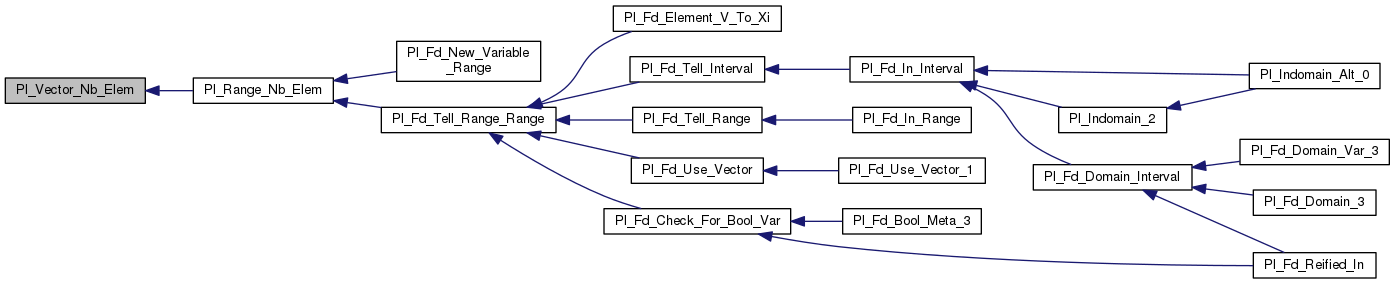 Pl_Vector_Nb_Elem
Pl_Range_Nb_Elem
Pl_Fd_New_Variable
_Range
Pl_Fd_Tell_Range_Range
Pl_Fd_Element_V_To_Xi
Pl_Fd_Tell_Interval
Pl_Fd_Tell_Range
Pl_Fd_Use_Vector
Pl_Fd_Check_For_Bool_Var
Pl_Fd_In_Interval
Pl_Fd_In_Range
Pl_Fd_Use_Vector_1
Pl_Fd_Bool_Meta_3
Pl_Indomain_Alt_0
Pl_Indomain_2
Pl_Fd_Domain_Interval
Pl_Fd_Domain_Var_3
Pl_Fd_Domain_3
Pl_Fd_Reified_In